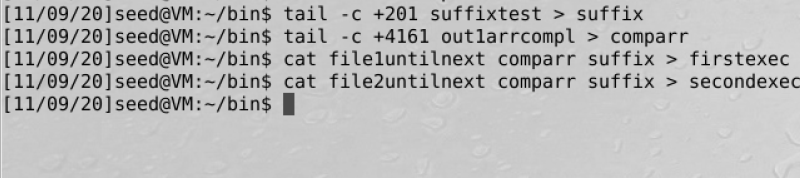 [11/09/20]seed@VM:~/bin$ tail -c +201 suffixtest > suffix
[11/09/20]seed@VM:~/bin$ tail -c +4161 out1arrcompl > comparr
[11/09/20]seed@VM:~/bin$ cat file1untilnext comparr suffix > firstexec
[11/09/20]seed@VM:~/bin$ cat file2untilnext comparr suffix > secondexec
[11/09/20]seed@VM:~/bin$